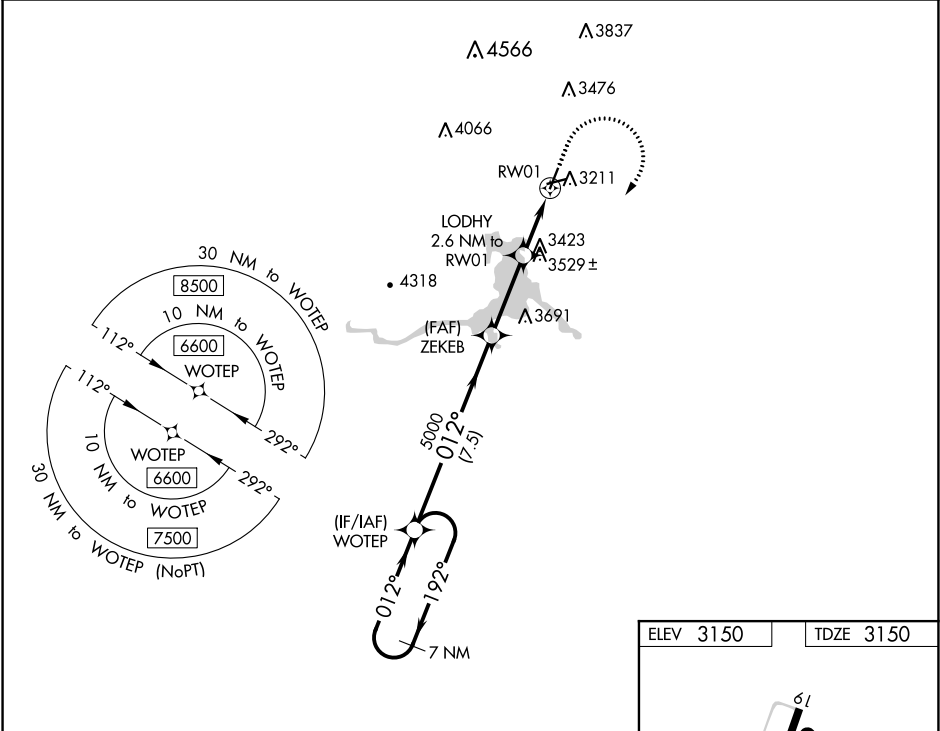 3837
4566
3476
4066
RW01
3211
LODHY
2.6 NM to
RW01
3423
3529±
4318
3691
(FAF)
ZEKEB
30 NM to WOTEP
8500
10 NM to WOTEP
6600
WOTEP
112°
292°
112°
292°
WOTEP
6600
10 NM to WOTEP
7500
30 NM to WOTEP (NoPT)
5000
012°
(7.5)
(IF/IAF)
WOTEP
012°
192°
7 NM
ELEV 3150
TDZE 3150
19